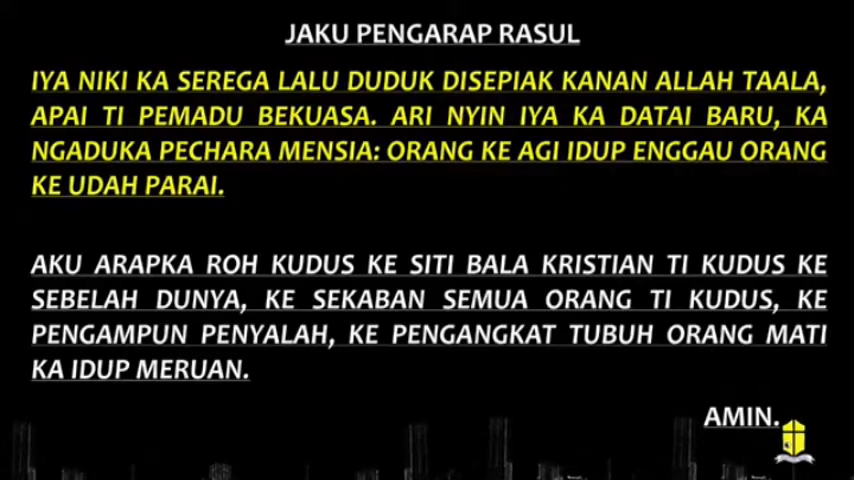 JAKU PENGARAP RASUL
IYA NIKI KA SEREGA LALU DUDUK DISEPIAK KANAN ALLAH TAALA,
APAI TI PEMADU BEKUASA. ARI NYIN IYA KA DATAI BARU, KA
NGADUKA PECHARA MENSIA: ORANG KE AGI IDUP ENGGAU ORANG
KE UDAH PARAI.
AKU ARAPKA ROH KUDUS KE SITI BALA KRISTIAN TI KUDUS KE
SEBELAH DUNYA, KE SEKABAN SEMUA ORANG TI KUDUS, KE
PENGAMPUN PENYALAH, KE PENGANGKAT TUBUH ORANG MATI
KA IDUP MERUAN.
AMIN.